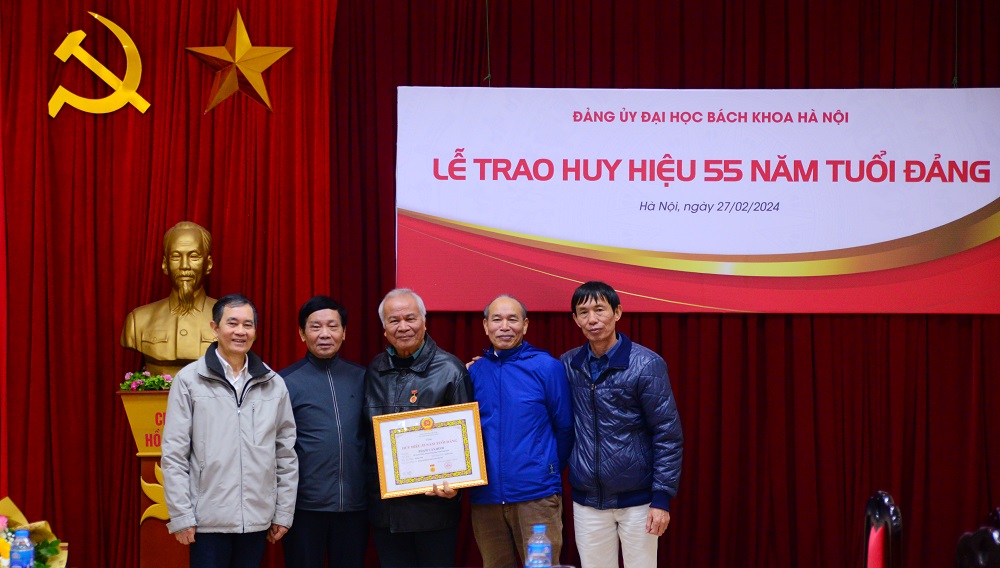 ĐẢNG ỦY ĐẠI HỌC BÁCH KHOA HÀ NỘI
LỄ TRAO HUY HIỆU 55 NĂM TUỔI ĐẢNG
Hà Nội, ngày 27/02/2024